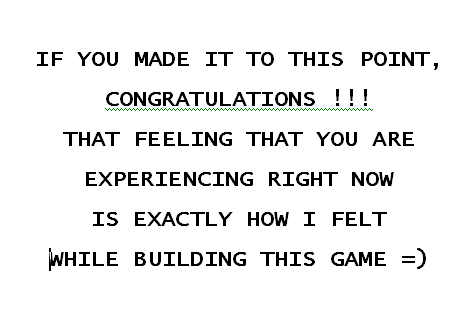 IF YOU MADE IT TO THIS POINT,
CONGRATULATIONS !!!
THAT FEELING THAT YOU ARE
EXPERIENCING RIGHT NOW
IS EXACTLY HOW I FELT
WHILE BUILDING THIS GAME =)